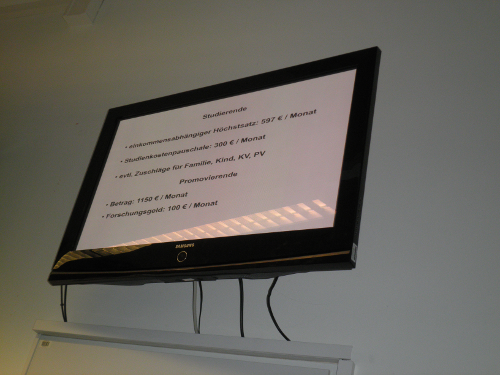 Studierende
• einkommensabhängiger Höchstsatz: 597 € / Monat
• Studienkostenpauschale: 300 € / Monat
• evtl. Zuschläge für Familie, Kind, KV, PV
Promovierende
• Betrag: 1150 € / Monat
• Forschungsgeld: 100 € / Monat